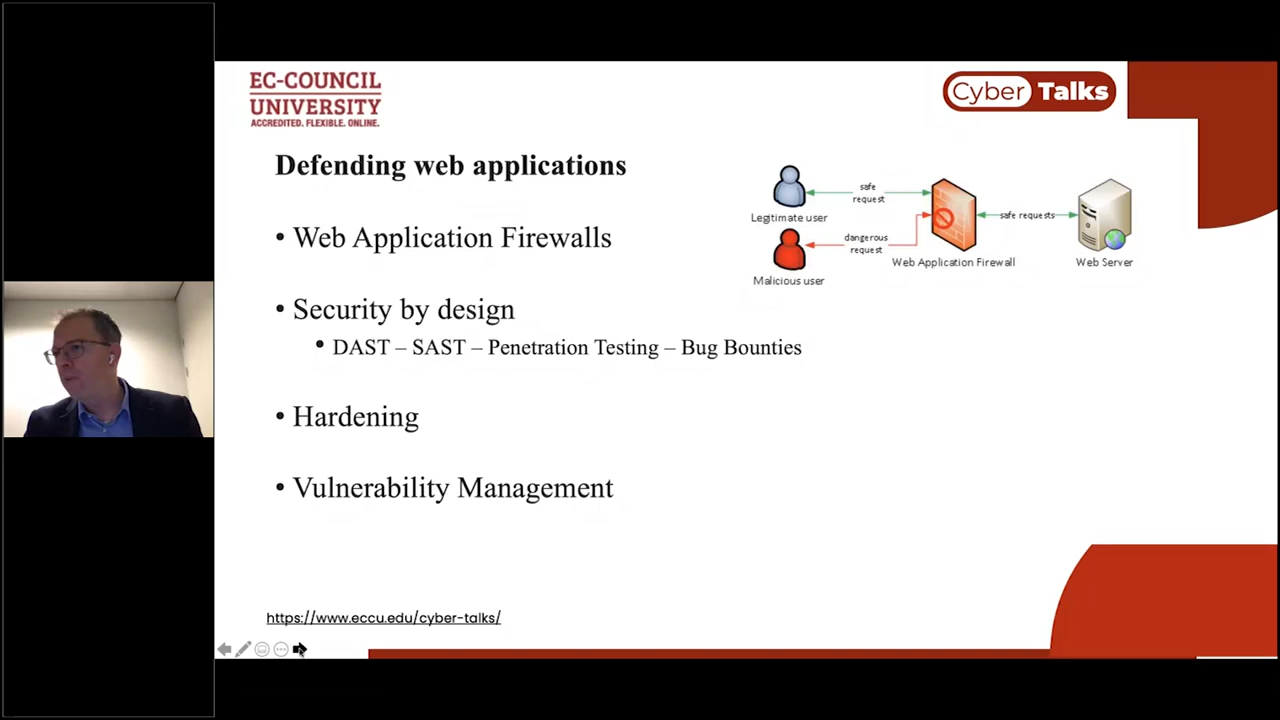 EC-COUNCIL
UNIVERSITY
ACCREDITED. FLEXIBLE. ONLINE.
Cyber Talks
Defending web applications
• Web Application Firewalls
• Security by design
• DAST – SAST – Penetration Testing – Bug Bounties
• Hardening
• Vulnerability Management
safe
request
Legitimate user
dangerous
request
Malicious user
Web Application Firewall
safe requests
Web Server
https://www.eccu.edu/cyber-talks/